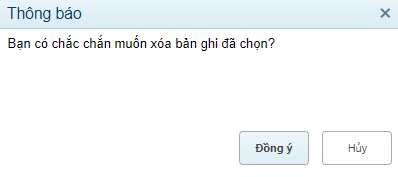 Thông báo
Bạn có chắc chắn muốn xóa bản ghi đã chọn?
Đồng ý
Hủy